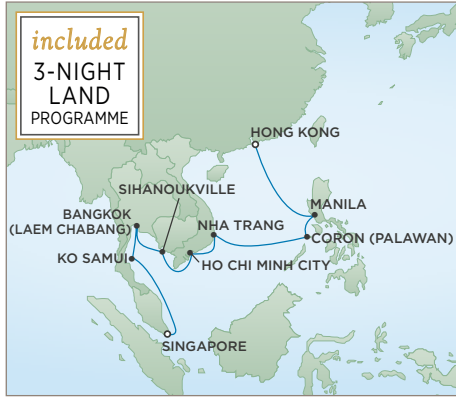 included
3-NIGHT
LAND
PROGRAMME
HONG KONG
SIHANOUKVILLE
MANILA
BANGKOK
(LAEM CHABANG)
NHA TRANG
CORON (PALAWAN)
KO SAMUI
HO CHI MINH CITY
SINGAPORE